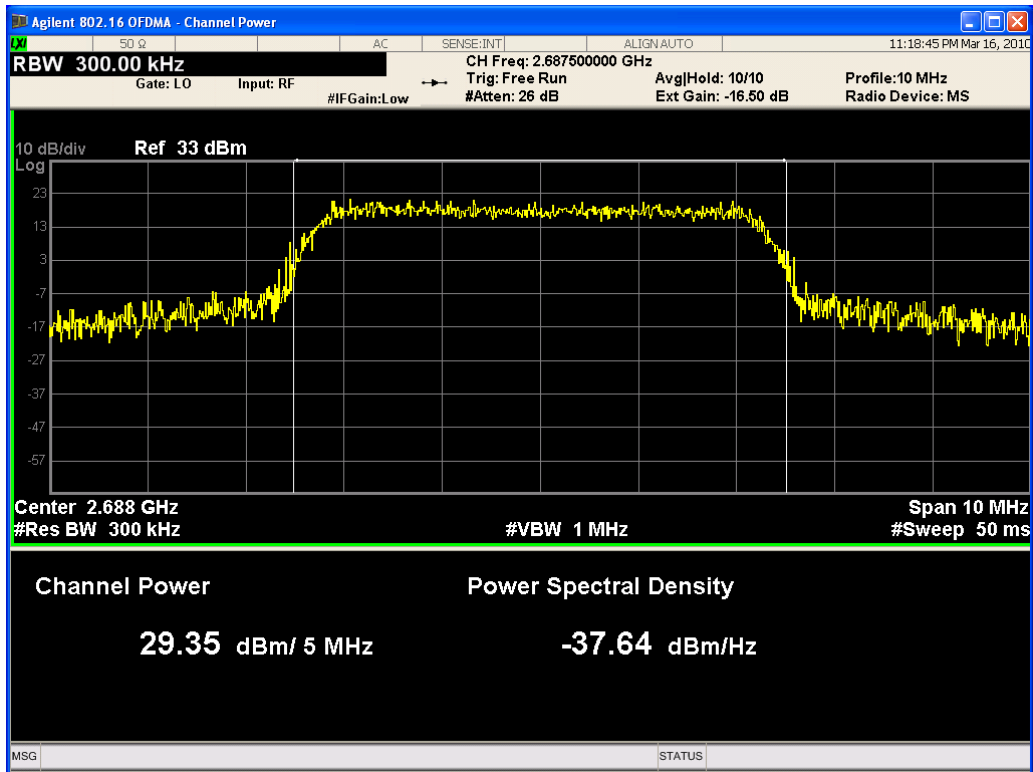 Agilent 802.16 OFDMA - Channel Power
LXI 50 Ω AC SENSE:INT ALIGN AUTO 11:18:45 PM Mar 16, 2010
RBW 300.00 kHz CH Freq: 2.687500000 GHz
Gate: LO Input: RF Trig: Free Run Avg|Hold: 10/10 Profile:10 MHz
#IFGain:Low #Atten: 26 dB Ext Gain: -16.50 dB Radio Device: MS
10 dB/div Ref 33 dBm
Log
23
13
3
-7
-17
-27
-37
-47
-57
Center 2.688 GHz Span 10 MHz
#Res BW 300 kHz #VBW 1 MHz #Sweep 50 ms
Channel Power Power Spectral Density
29.35 dBm/ 5 MHz -37.64 dBm/Hz
MSG STATUS